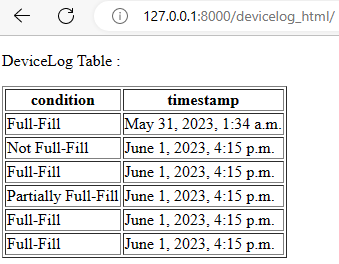 127.0.0.1:8000/devicelog_html/
DeviceLog Table :
condition timestamp
Full-Fill May 31, 2023, 1:34 a.m.
Not Full-Fill June 1, 2023, 4:15 p.m.
Full-Fill June 1, 2023, 4:15 p.m.
Partially Full-Fill June 1, 2023, 4:15 p.m.
Full-Fill June 1, 2023, 4:15 p.m.
Full-Fill June 1, 2023, 4:15 p.m.